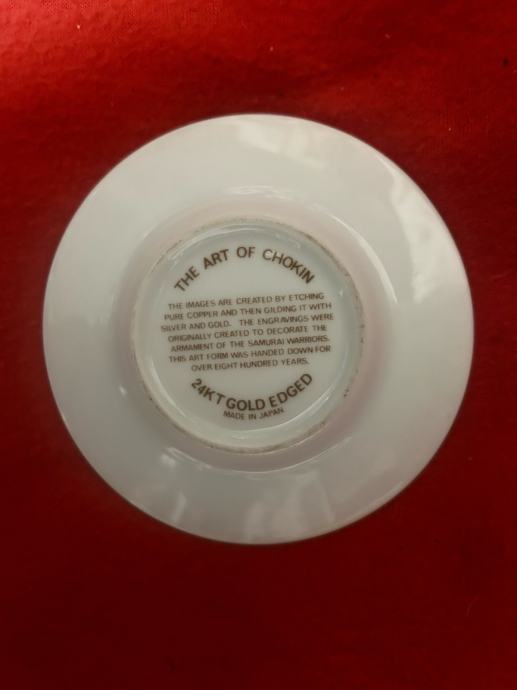 THE ART OF CHOKIN
THE IMAGES ARE CREATED BY ETCHING
PURE COPPER AND THEN GILDING IT WITH
SILVER AND GOLD. THE ENGRAVINGS WERE
ORIGINALLY CREATED TO DECORATE THE
ARMAMENT OF THE SAMURAI WARRIORS.
THIS ART FORM WAS HANDED DOWN FOR
OVER EIGHT HUNDRED YEARS.
24KT GOLD EDGED
MADE IN JAPAN